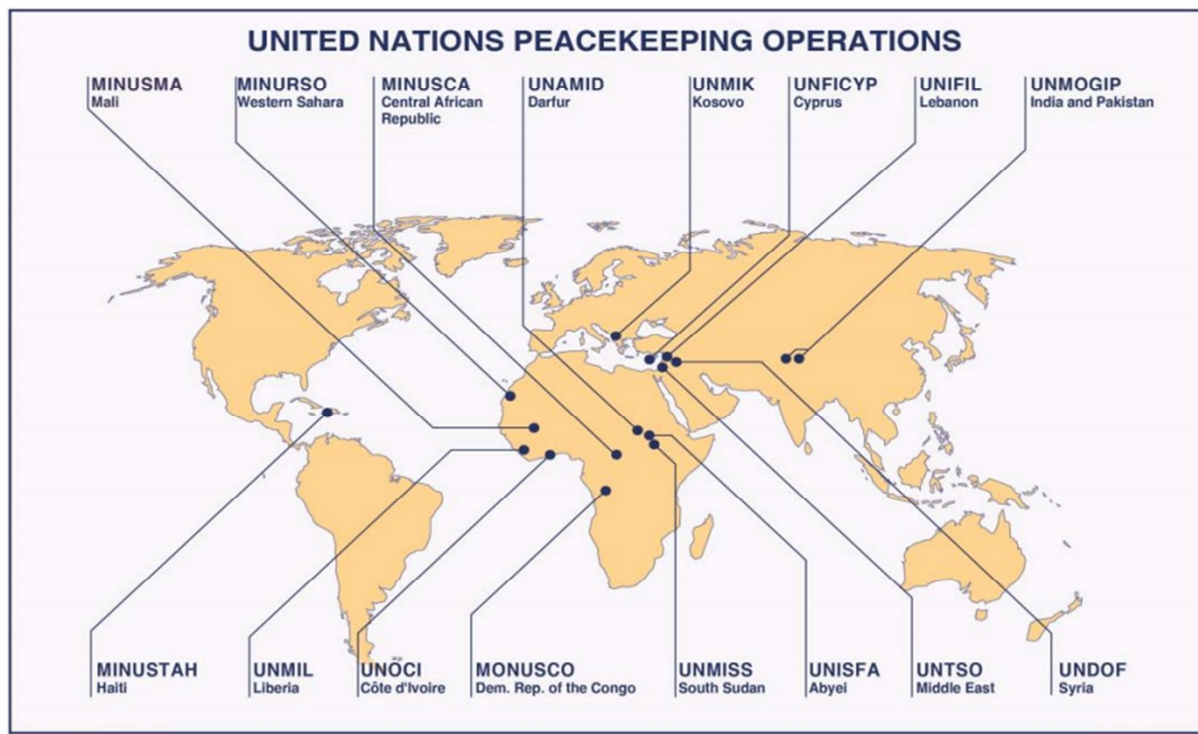 UNITED NATIONS PEACEKEEPING OPERATIONS
MINUSMA
Mali
MINURSO
Western Sahara
MINUSCA
Central African
Republic
UNAMID
Darfur
UNMIK
Kosovo
UNFICYP
Cyprus
UNIFIL
Lebanon
UNMOGIP
India and Pakistan
MINUSTAH
Haiti
UNMIL
Liberia
UNOCI
Côte d'Ivoire
MONUSCO
Dem. Rep. of the Congo
UNMISS
South Sudan
UNISFA
Abyei
UNTSO
Middle East
UNDOF
Syria